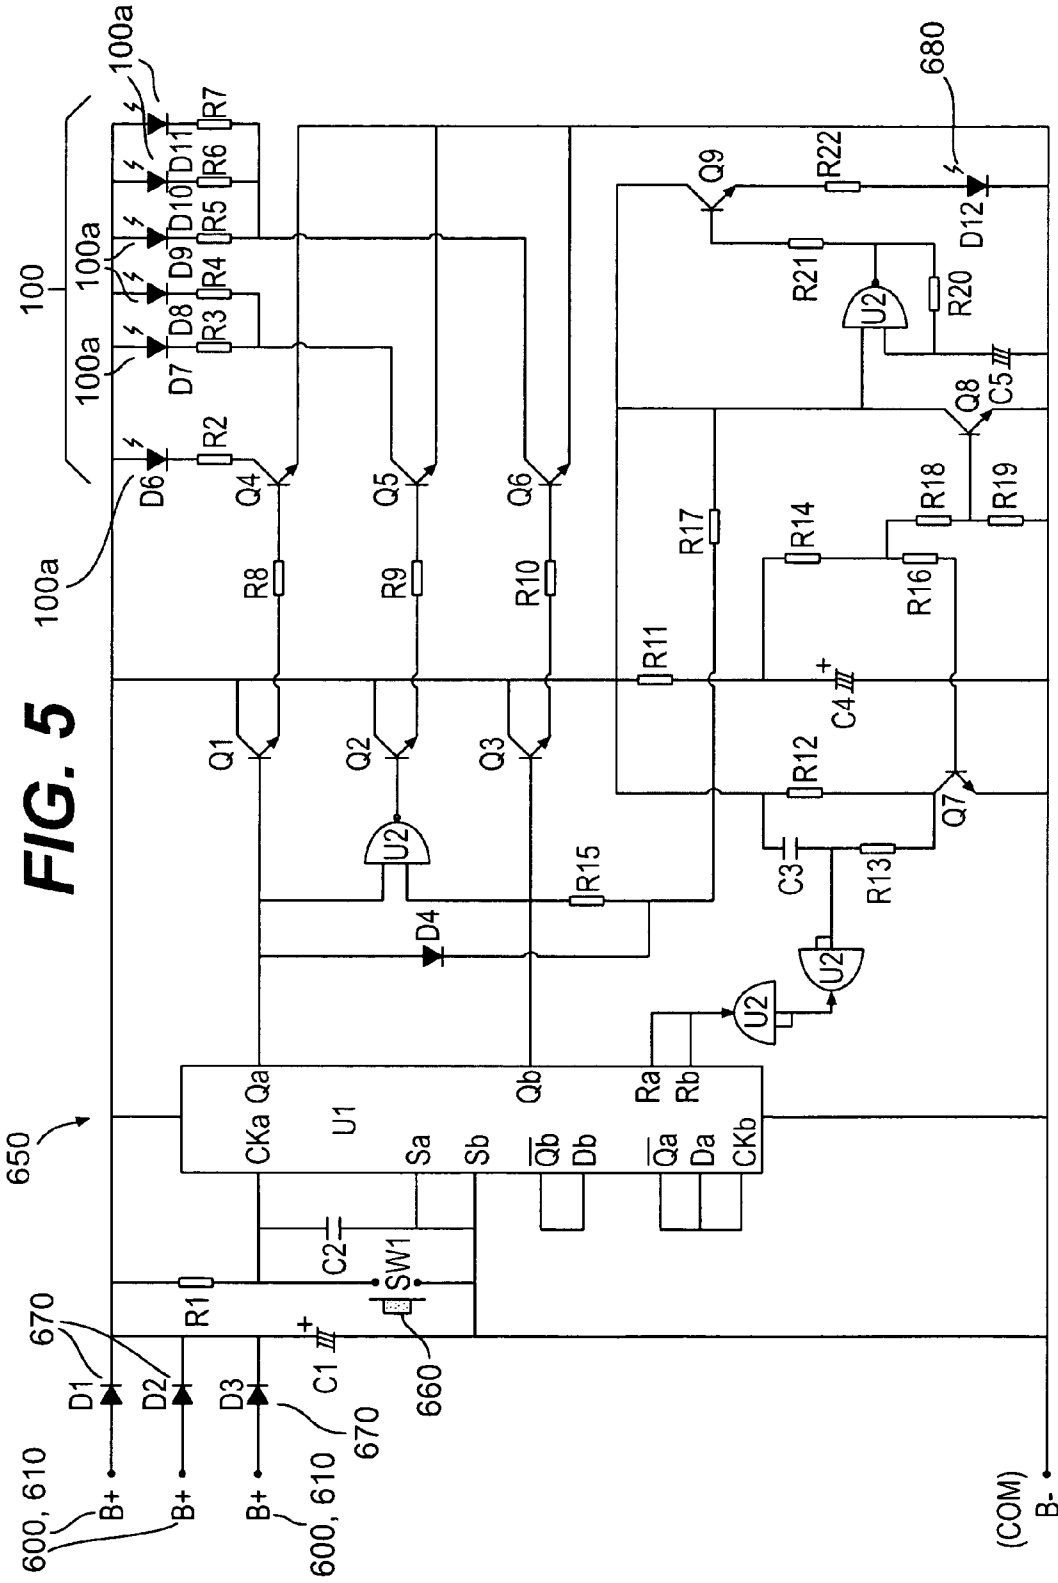 FIG. 5
600, 610
B+
B+
B+
600, 610
D1
D2
D3
670
670
C1
+
R1
SW1
660
C2
650
U1
CKa
Qa
Sa
Sb
Qb
Qb
Db
Qa
Da
CKb
Ra
Rb
D4
U2
R15
U2
U2
Q1
Q2
Q3
R8
R9
R10
Q4
Q5
Q6
100
100a
100a
100a
100a
D6
D7
D8
D9
D10
D11
R2
R3
R4
R5
R6
R7
R11
R17
C3
R12
R13
Q7
C4
+
R14
R16
R18
R19
Q8
C5
R20
U2
R21
Q9
R22
D12
680
(COM)
B-